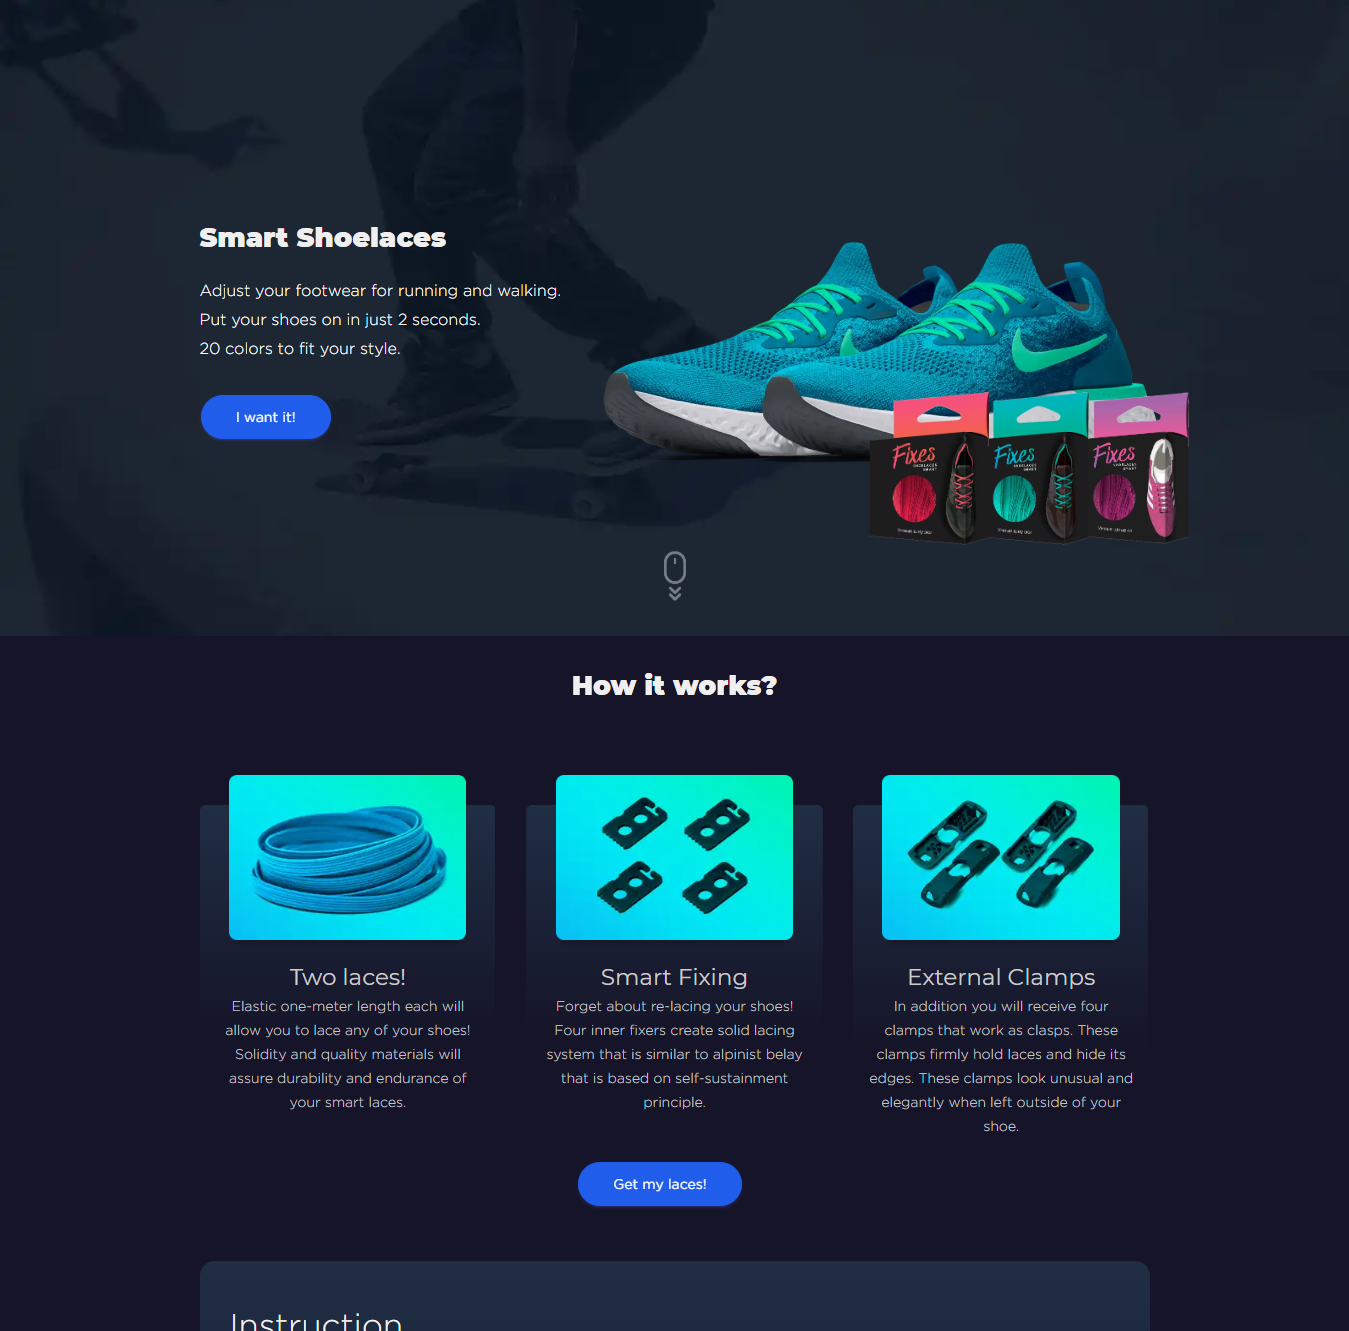 Smart Shoelaces
Adjust your footwear for running and walking.
Put your shoes on in just 2 seconds.
20 colors to fit your style.
I want it!
Fixes
SHOELACES
SMART
Fixes
SHOELACES
SMART
Fixes
SHOELACES
SMART
How it works?
Two laces!
Elastic one-meter length each will
allow you to lace any of your shoes!
Solidity and quality materials will
assure durability and endurance of
your smart laces.
Smart Fixing
Forget about re-lacing your shoes!
Four inner fixers create solid lacing
system that is similar to alpinist belay
that is based on self-sustainment
principle.
External Clamps
In addition you will receive four
clamps that work as clasps. These
clamps firmly hold laces and hide its
edges. These clamps look unusual and
elegantly when left outside of your
shoe.
Get my laces!
Instruction